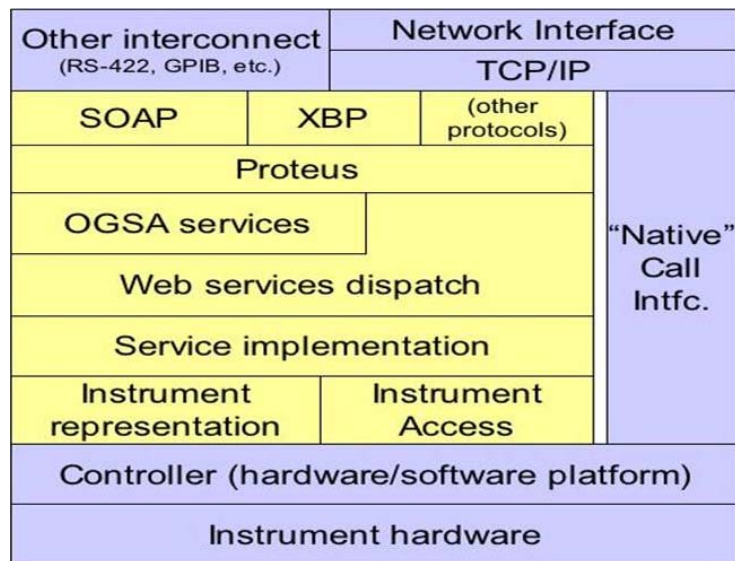 Other interconnect
(RS-422, GPIB, etc.)
Network Interface
TCP/IP
SOAP
XBP
(other
protocols)
Proteus
OGSA services
Web services dispatch
Service implementation
Instrument
representation
Instrument
Access
“Native”
Call
Intfc.
Controller (hardware/software platform)
Instrument hardware